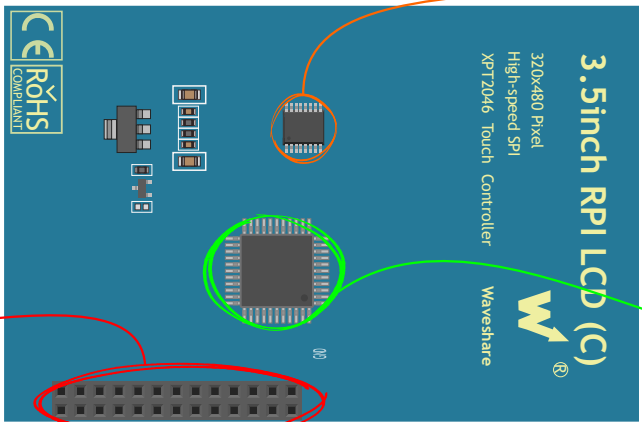 CE
RoHS
COMPLIANT
3.5inch RPI LCD (C)
320x480 Pixel
High-speed SPI
XPT2046 Touch Controller
Waveshare
W
®